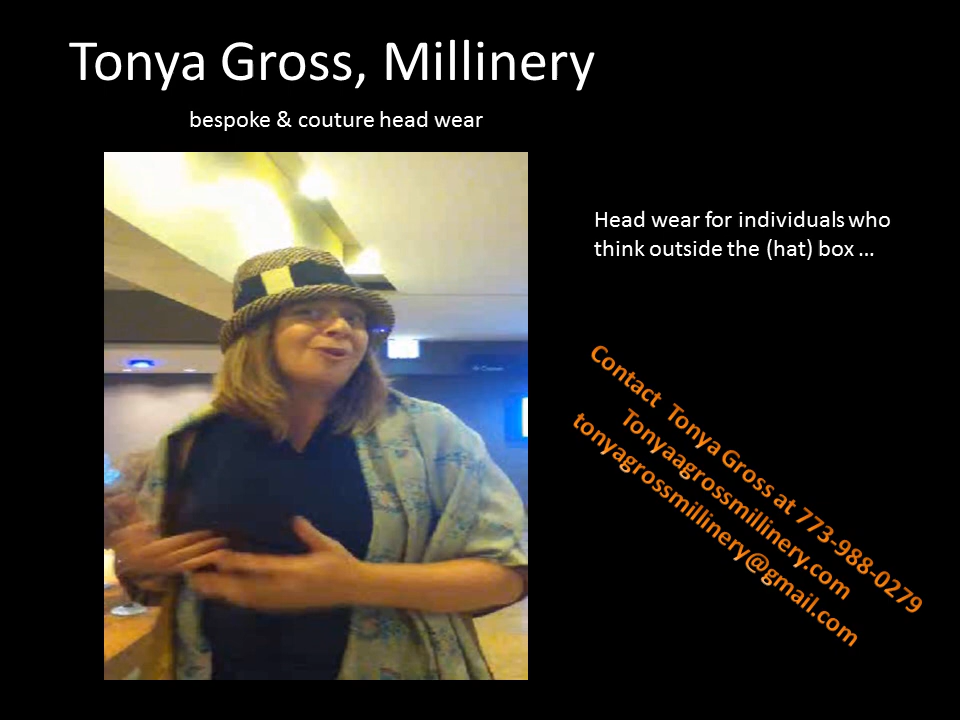 Tonya Gross, Millinery
bespoke & couture head wear
Head wear for individuals who
think outside the (hat) box ...
Contact  Tonya Gross at 773-988-0279
Tonyaagrossmillinery.com
tonyagrossmillinery@gmail.com